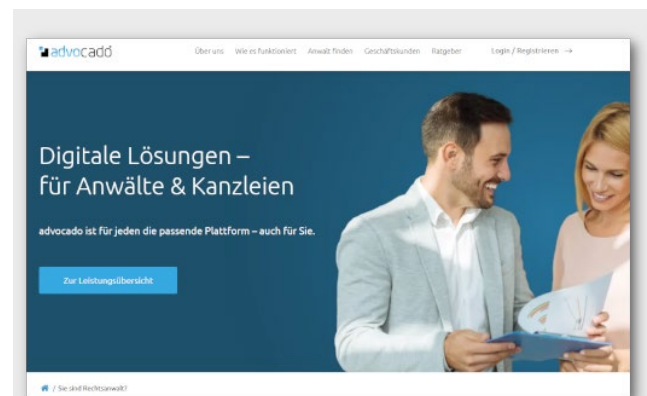 advocado
Über uns Wie es funktioniert Anwalt finden Geschäftskunden Ratgeber Login / Registrieren →
Digitale Lösungen –
für Anwälte & Kanzleien
advocado ist für jeden die passende Plattform – auch für Sie.
Zur Leistungsübersicht
/ Sie sind Rechtsanwalt?